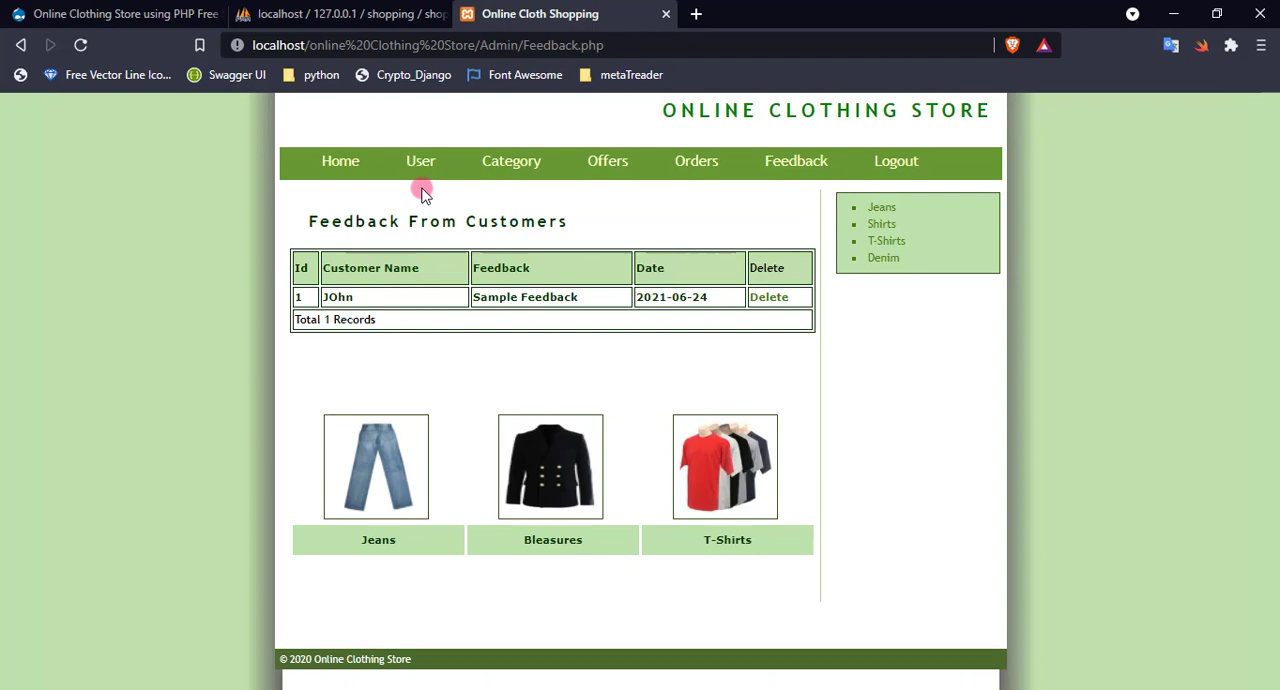 Online Clothing Store using PHP Free
localhost / 127.0.0.1 / shopping / shop
Online Cloth Shopping
localhost/online%20Clothing%20Store/Admin/Feedback.php
Free Vector Line Ico... Swagger UI python Crypto_Django Font Awesome metaTreader
ONLINE CLOTHING STORE
Home User Category Offers Orders Feedback Logout
Feedback From Customers
Id Customer Name Feedback Date Delete
1 JOhn Sample Feedback 2021-06-24 Delete
Total 1 Records
Jeans
Shirts
T-Shirts
Denim
Jeans Bleasures T-Shirts
© 2020 Online Clothing Store